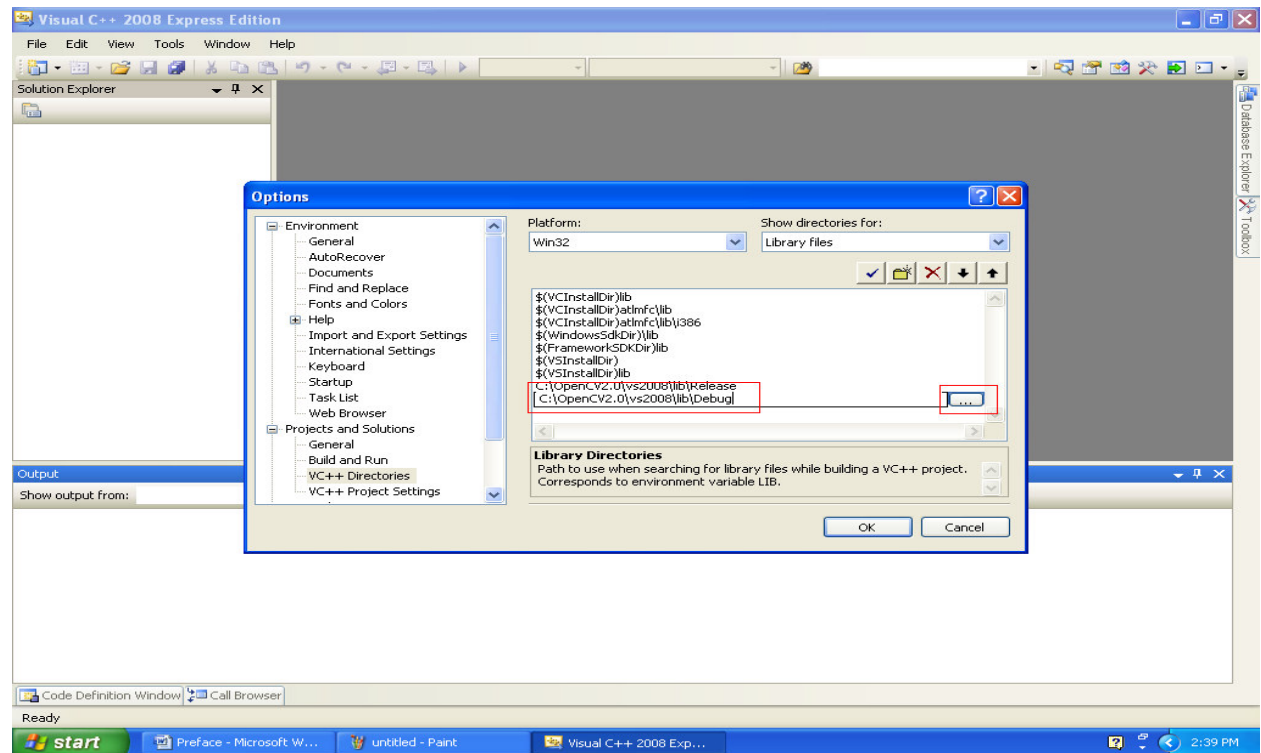 Visual C++ 2008 Express Edition
File Edit View Tools Window Help
Solution Explorer
Database Explorer
Toolbox
Options
Environment
General
AutoRecover
Documents
Find and Replace
Fonts and Colors
Help
Import and Export Settings
International Settings
Keyboard
Startup
Task List
Web Browser
Projects and Solutions
General
Build and Run
VC++ Directories
VC++ Project Settings
Platform:
Win32
Show directories for:
Library files
$(VCInstallDir)lib
$(VCInstallDir)atlmfc\lib
$(VCInstallDir)atlmfc\lib\i386
$(WindowsSdkDir)\lib
$(FrameworkSDKDir)lib
$(VSInstallDir)
$(VSInstallDir)lib
C:\OpenCV2.0\vs2008\lib\Release
C:\OpenCV2.0\vs2008\lib\Debug
...
Library Directories
Path to use when searching for library files while building a VC++ project.
Corresponds to environment variable LIB.
OK Cancel
Output
Show output from:
Code Definition Window Call Browser
Ready
start Preface - Microsoft W... untitled - Paint Visual C++ 2008 Exp... 2:39 PM